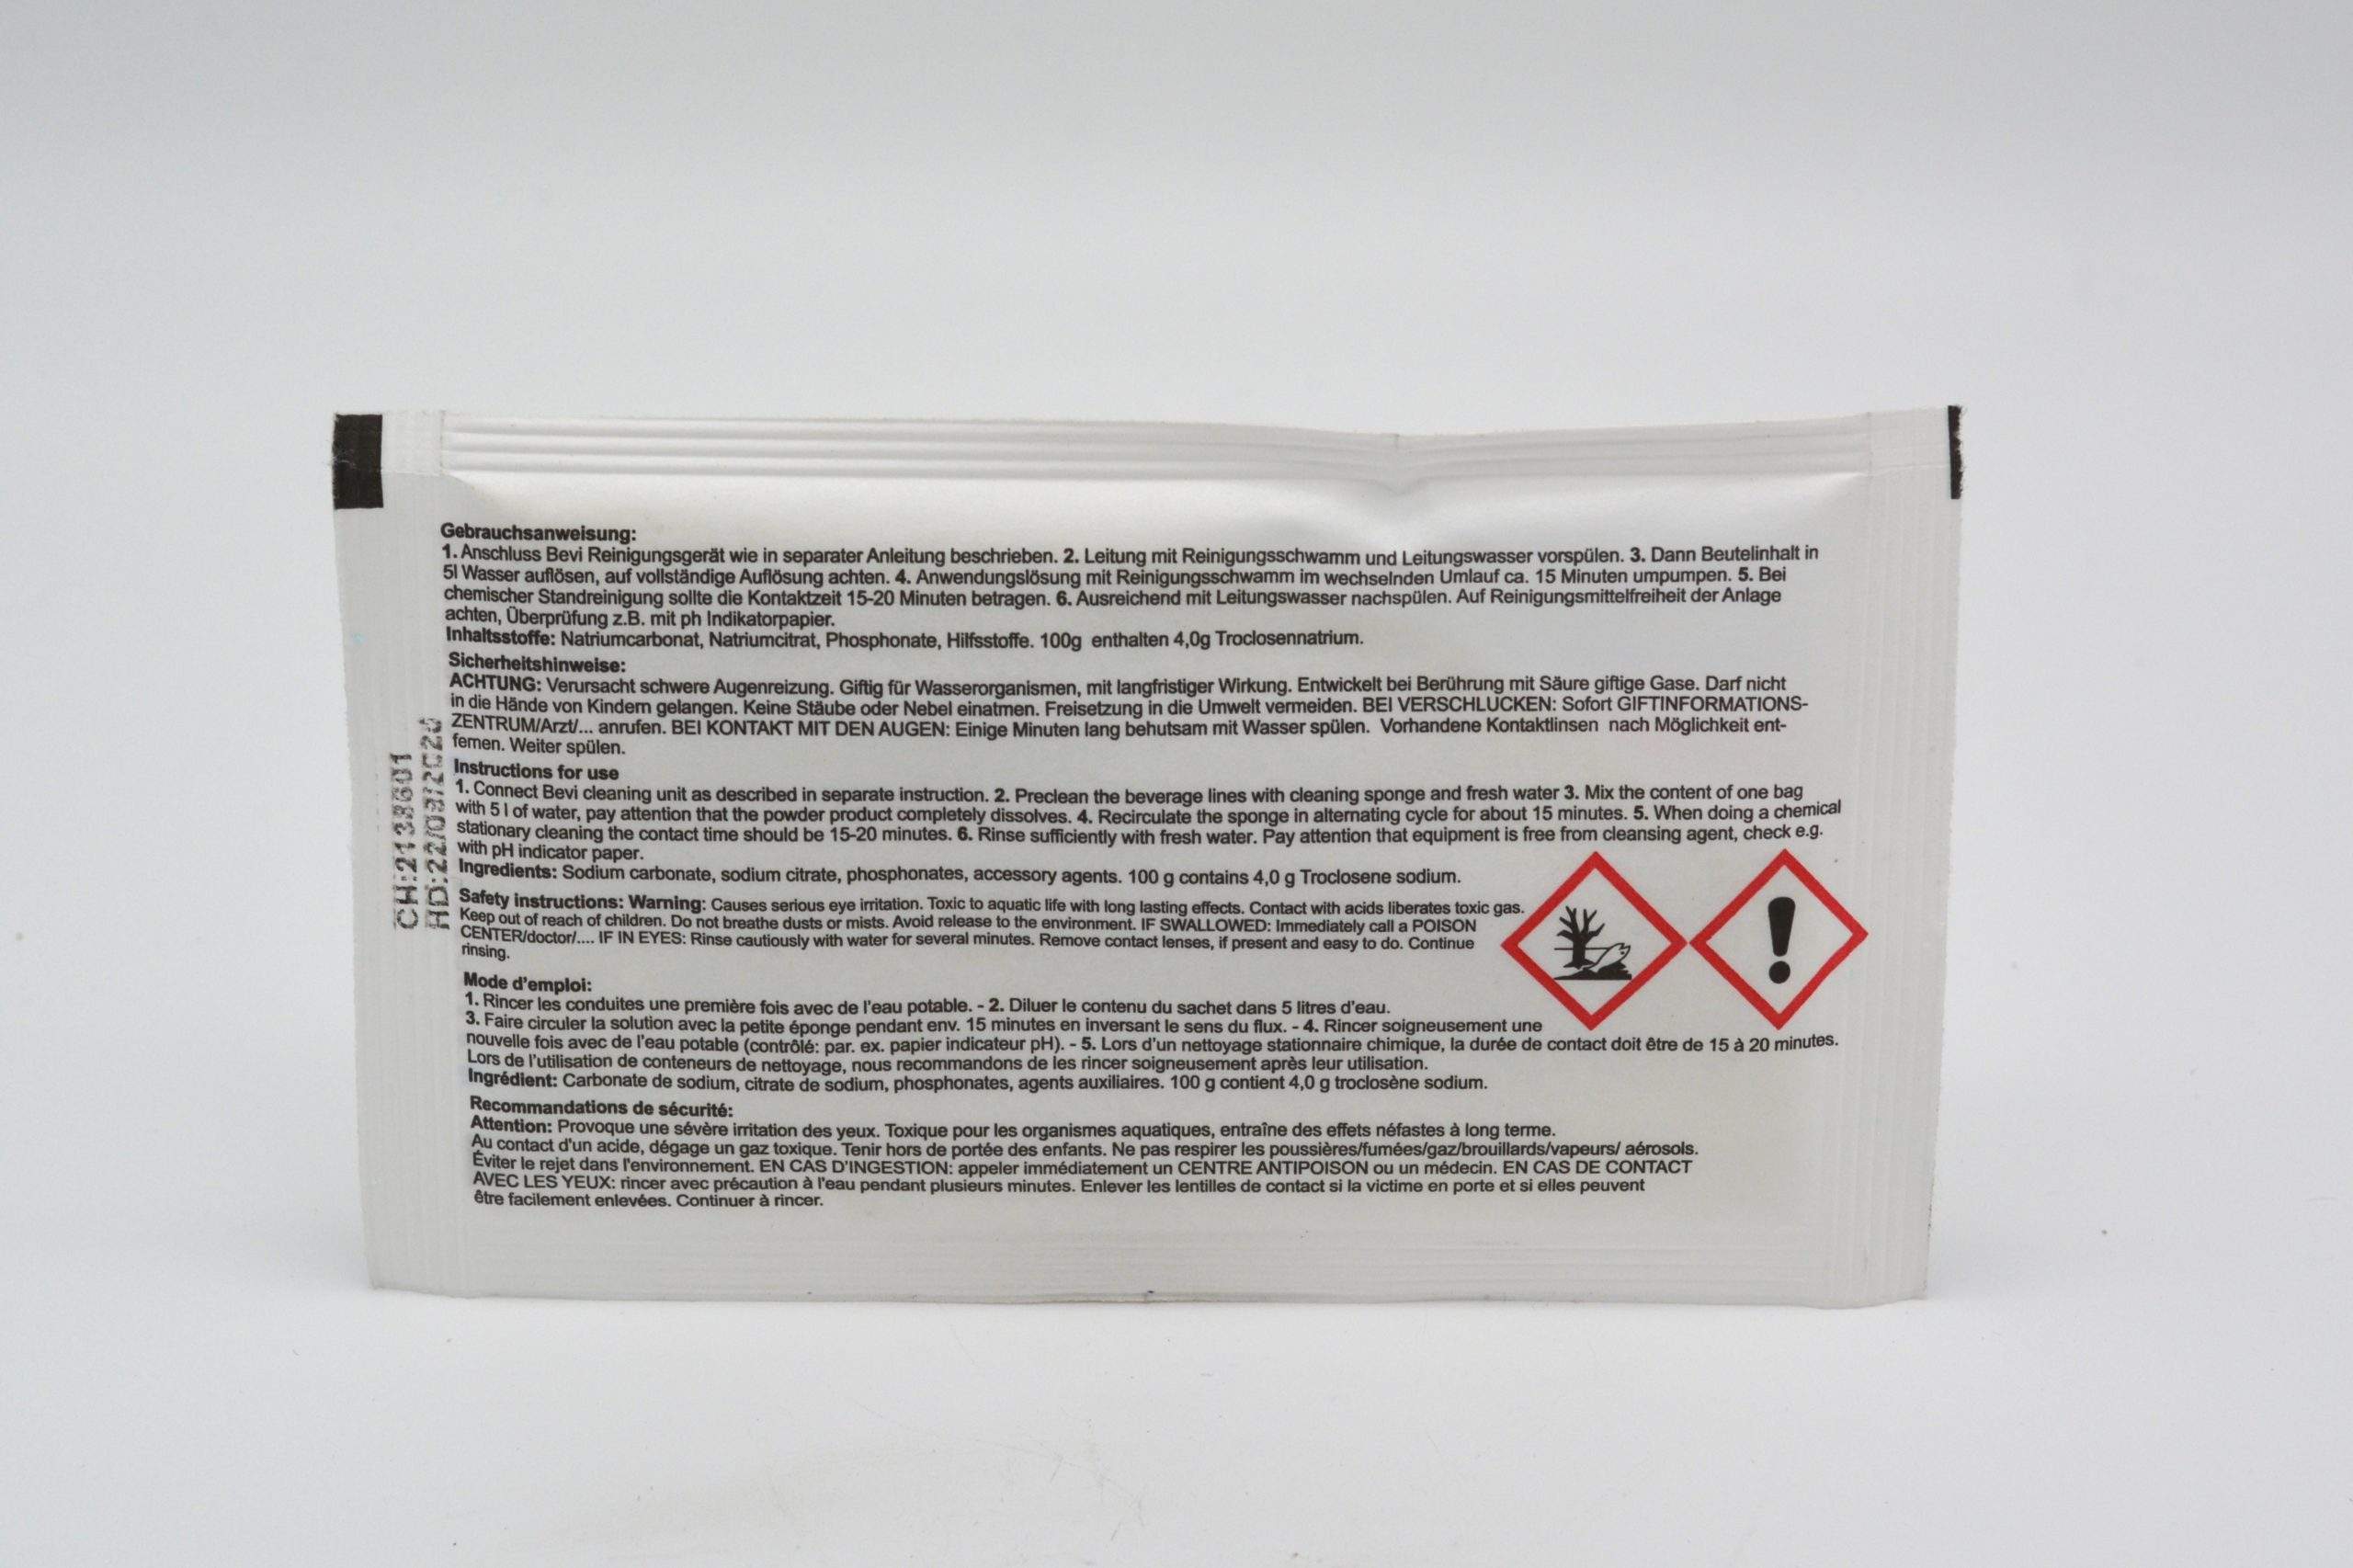 Gebrauchsanweisung:
1. Anschluss Bevi Reinigungsgerät wie in separater Anleitung beschrieben. 2. Leitung mit Reinigungsschwamm und Leitungswasser vorspülen. 3. Dann Beutelinhalt in
5l Wasser auflösen, auf vollständige Auflösung achten. 4. Anwendungslösung mit Reinigungsschwamm im wechselnden Umlauf ca. 15 Minuten umpumpen. 5. Bei
chemischer Standreinigung sollte die Kontaktzeit 15-20 Minuten betragen. 6. Ausreichend mit Leitungswasser nachspülen. Auf Reinigungsmittelfreiheit der Anlage
achten, Überprüfung z.B. mit ph Indikatorpapier.
Inhaltsstoffe: Natriumcarbonat, Natriumcitrat, Phosphonate, Hilfsstoffe. 100g enthalten 4,0g Troclosennatrium.
Sicherheitshinweise:
ACHTUNG: Verursacht schwere Augenreizung. Giftig für Wasserorganismen, mit langfristiger Wirkung. Entwickelt bei Berührung mit Säure giftige Gase. Darf nicht
in die Hände von Kindern gelangen. Keine Stäube oder Nebel einatmen. Freisetzung in die Umwelt vermeiden. BEI VERSCHLUCKEN: Sofort GIFTINFORMATIONS-
ZENTRUM/Arzt/... anrufen. BEI KONTAKT MIT DEN AUGEN: Einige Minuten lang behutsam mit Wasser spülen. Vorhandene Kontaktlinsen nach Möglichkeit ent-
fernen. Weiter spülen.
Instructions for use
1. Connect Bevi cleaning unit as described in separate instruction. 2. Preclean the beverage lines with cleaning sponge and fresh water 3. Mix the content of one bag
with 5 l of water, pay attention that the powder product completely dissolves. 4. Recirculate the sponge in alternating cycle for about 15 minutes. 5. When doing a chemical
stationary cleaning the contact time should be 15-20 minutes. 6. Rinse sufficiently with fresh water. Pay attention that equipment is free from cleansing agent, check e.g.
with pH indicator paper.
Ingredients: Sodium carbonate, sodium citrate, phosphonates, accessory agents. 100 g contains 4,0 g Troclosene sodium.
Safety instructions: Warning: Causes serious eye irritation. Toxic to aquatic life with long lasting effects. Contact with acids liberates toxic gas.
Keep out of reach of children. Do not breathe dusts or mists. Avoid release to the environment. IF SWALLOWED: Immediately call a POISON
CENTER/doctor/.... IF IN EYES: Rinse cautiously with water for several minutes. Remove contact lenses, if present and easy to do. Continue
rinsing.
Mode d'emploi:
1. Rincer les conduites une première fois avec de l'eau potable. - 2. Diluer le contenu du sachet dans 5 litres d'eau.
3. Faire circuler la solution avec la petite éponge pendant env. 15 minutes en inversant le sens du flux. - 4. Rincer soigneusement une
nouvelle fois avec de l'eau potable (contrôlé: par. ex. papier indicateur pH). - 5. Lors d'un nettoyage stationnaire chimique, la durée de contact doit être de 15 à 20 minutes.
Lors de l'utilisation de conteneurs de nettoyage, nous recommandons de les rincer soigneusement après leur utilisation.
Ingrédient: Carbonate de sodium, citrate de sodium, phosphonates, agents auxiliaires. 100 g contient 4,0 g troclosène sodium.
Recommandations de sécurité:
Attention: Provoque une sévère irritation des yeux. Toxique pour les organismes aquatiques, entraîne des effets néfastes à long terme.
Au contact d'un acide, dégage un gaz toxique. Tenir hors de portée des enfants. Ne pas respirer les poussières/fumées/gaz/brouillards/vapeurs/ aérosols.
Éviter le rejet dans l'environnement. EN CAS D'INGESTION: appeler immédiatement un CENTRE ANTIPOISON ou un médecin. EN CAS DE CONTACT
AVEC LES YEUX: rincer avec précaution à l'eau pendant plusieurs minutes. Enlever les lentilles de contact si la victime en porte et si elles peuvent
être facilement enlevées. Continuer à rincer.